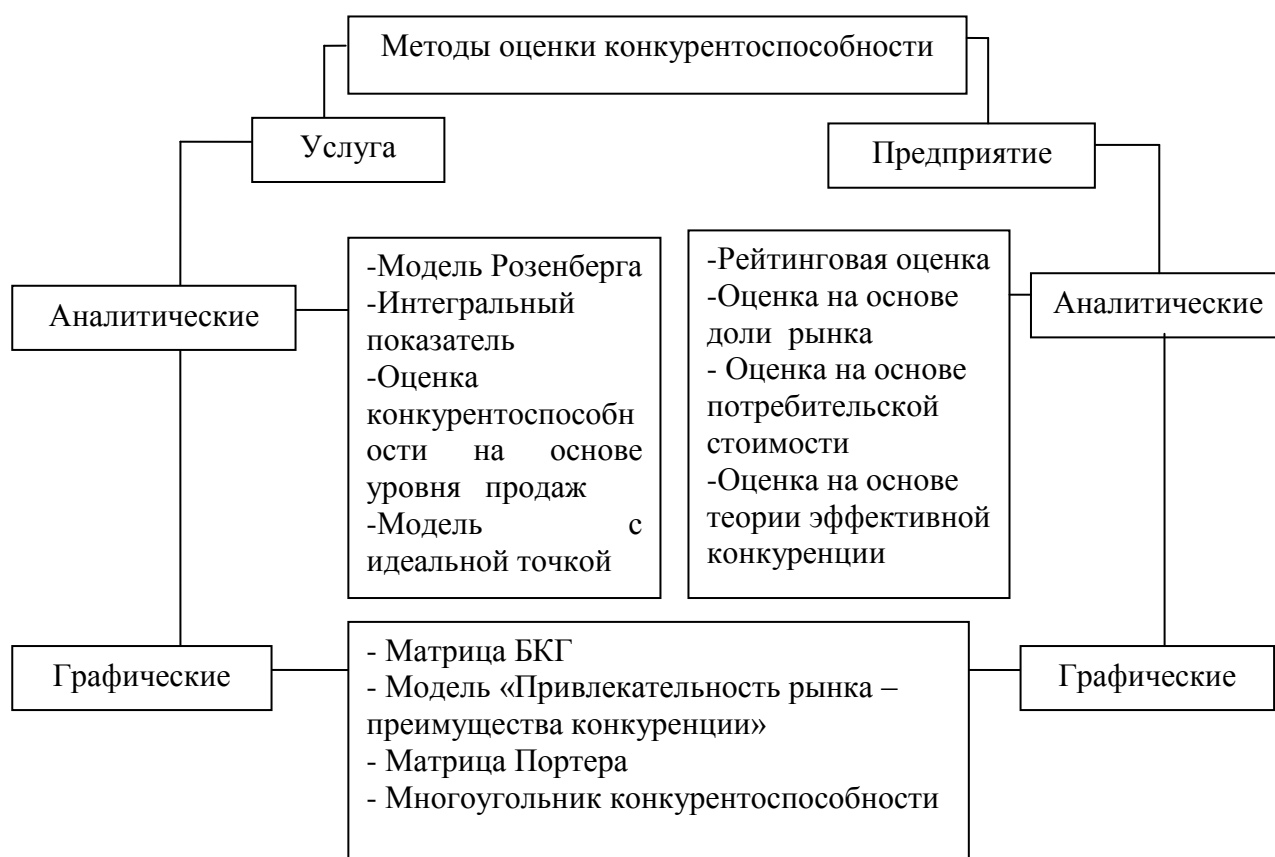 Методы оценки конкурентоспособности
Услуга
Предприятие
Аналитические
-Модель Розенберга
-Интегральный
показатель
-Оценка
конкурентоспособн
ости на основе
уровня продаж
-Модель с
идеальной точкой
-Рейтинговая оценка
-Оценка на основе
доли рынка
- Оценка на основе
потребительской
стоимости
-Оценка на основе
теории эффективной
конкуренции
Аналитические
Графические
- Матрица БКГ
- Модель «Привлекательность рынка –
преимущества конкуренции»
- Матрица Портера
- Многоугольник конкурентоспособности
Графические